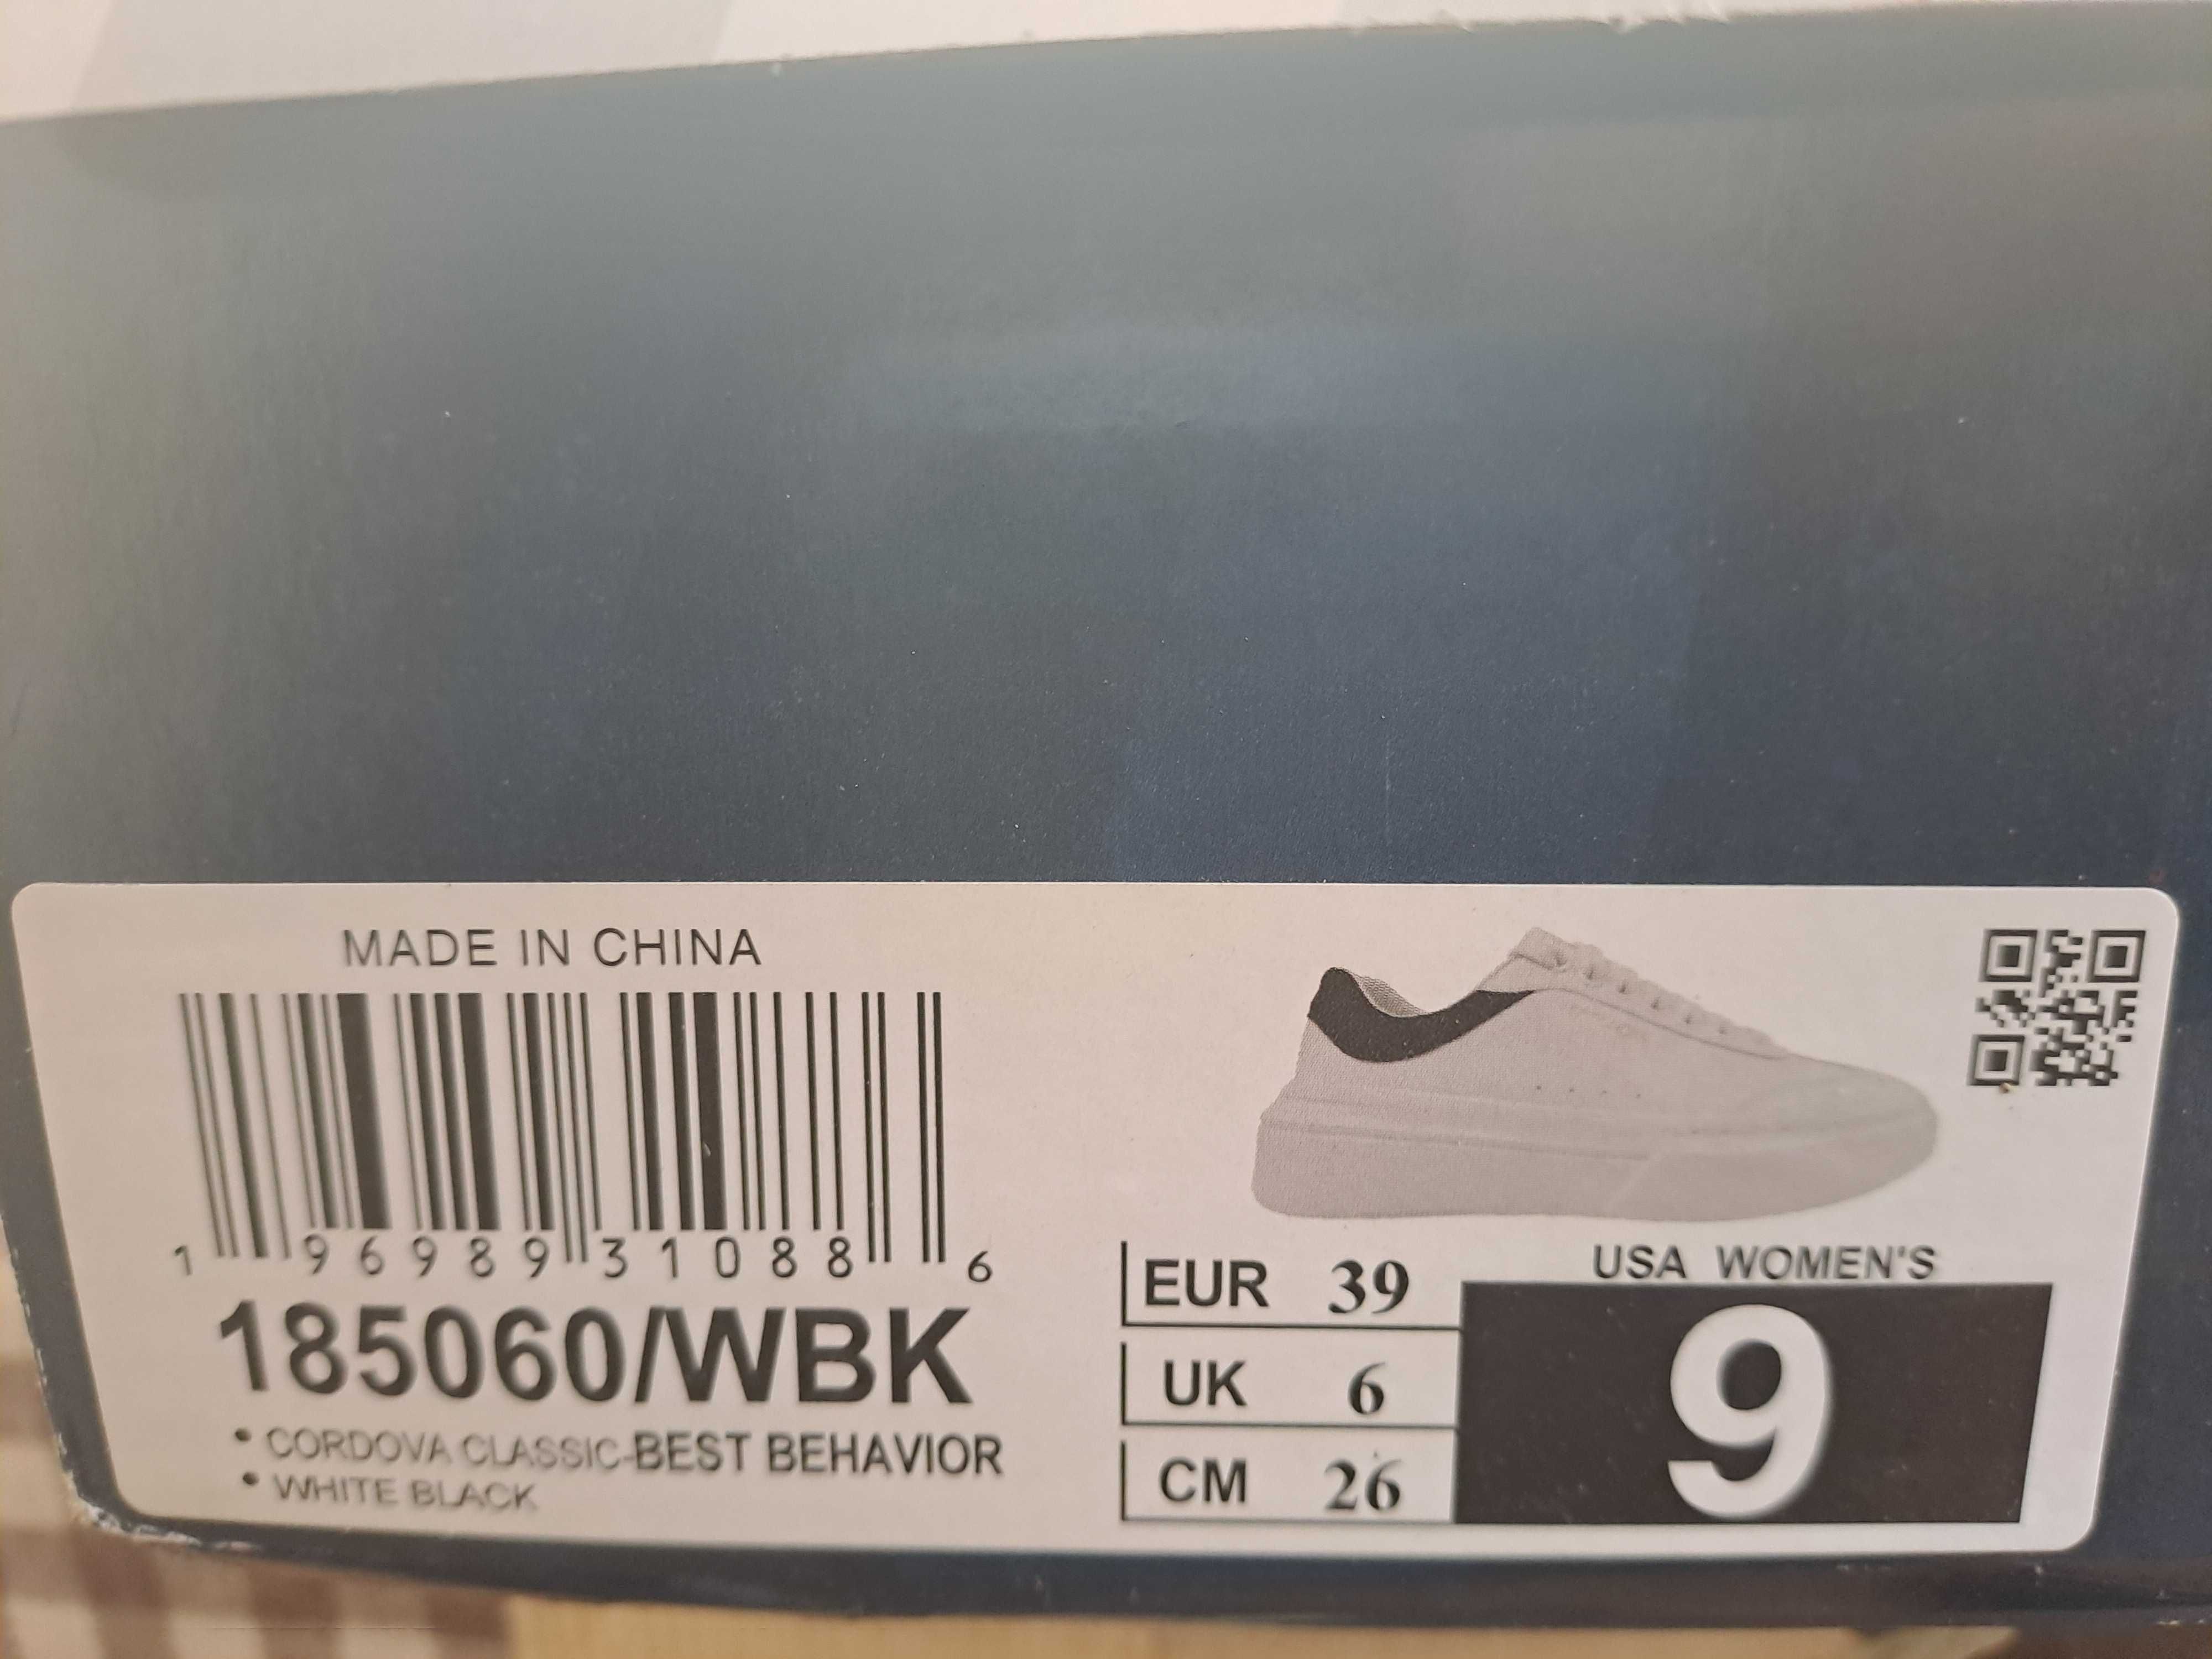 MADE IN CHINA
1 96989 31088 6
185060/WBK
• CORDOVA CLASSIC-BEST BEHAVIOR
• WHITE BLACK
EUR 39
UK 6
CM 26
USA WOMEN'S
9